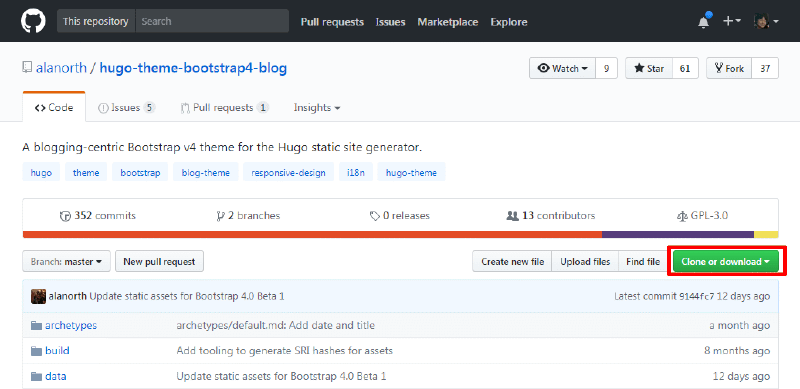 This repository Search Pull requests Issues Marketplace Explore
alanorth / hugo-theme-bootstrap4-blog Watch 9 Star 61 Fork 37
Code Issues 5 Pull requests 1 Insights
A blogging-centric Bootstrap v4 theme for the Hugo static site generator.
hugo theme bootstrap blog-theme responsive-design i18n hugo-theme
352 commits 2 branches 0 releases 13 contributors GPL-3.0
Branch: master New pull request Create new file Upload files Find file Clone or download
alanorth Update static assets for Bootstrap 4.0 Beta 1 Latest commit 9144fc7 12 days ago
archetypes archetypes/default.md: Add date and title a month ago
build Add tooling to generate SRI hashes for assets 8 months ago
data Update static assets for Bootstrap 4.0 Beta 1 12 days ago